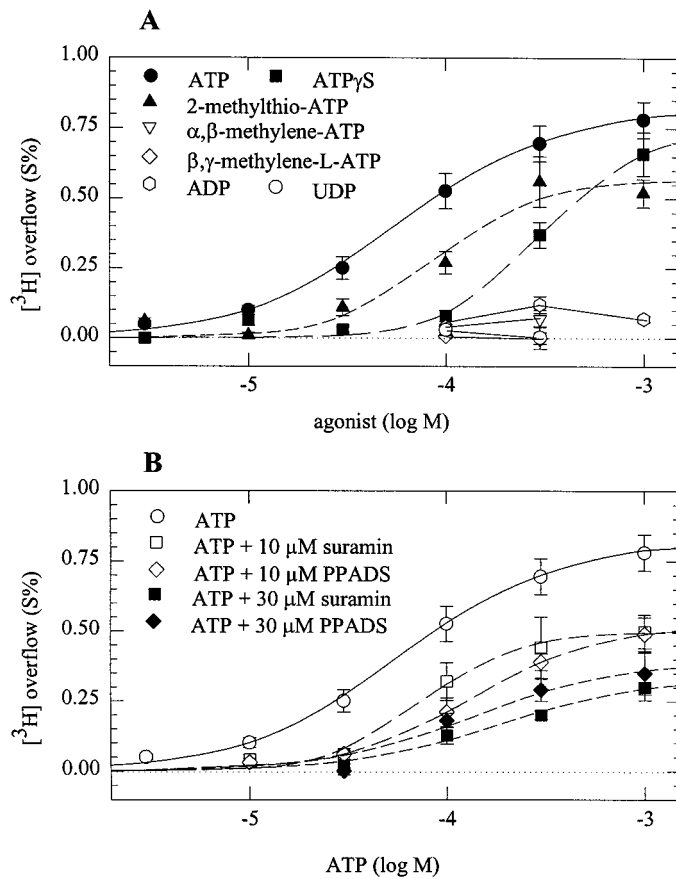 A
1.00
ATP ATPγS
2-methylthio-ATP
0.75
α,β-methylene-ATP
β,γ-methylene-L-ATP
0.50
ADP UDP
0.25
0.00
[³H] overflow (S%)
-5 -4 -3
agonist (log M)
B
1.00
ATP
ATP + 10 μM suramin
0.75
ATP + 10 μM PPADS
ATP + 30 μM suramin
0.50
ATP + 30 μM PPADS
0.25
0.00
[³H] overflow (S%)
-5 -4 -3
ATP (log M)